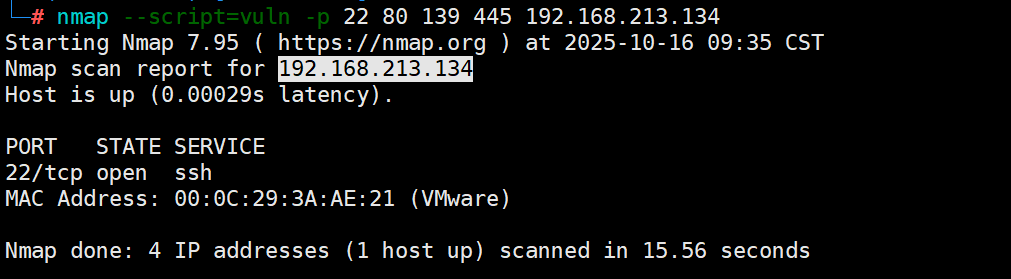 └─# nmap --script=vuln -p 22 80 139 445 192.168.213.134
Starting Nmap 7.95 ( https://nmap.org ) at 2025-10-16 09:35 CST
Nmap scan report for 192.168.213.134
Host is up (0.00029s latency).
PORT   STATE SERVICE
22/tcp open  ssh
MAC Address: 00:0C:29:3A:AE:21 (VMware)
Nmap done: 4 IP addresses (1 host up) scanned in 15.56 seconds